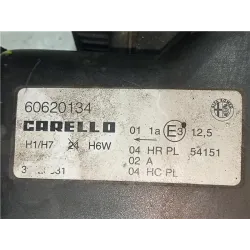 60620134
CARELLO 01 1a E3 12,5
H1/H7 24 H6W 04 HR PL 54151
02 A
04 HC PL